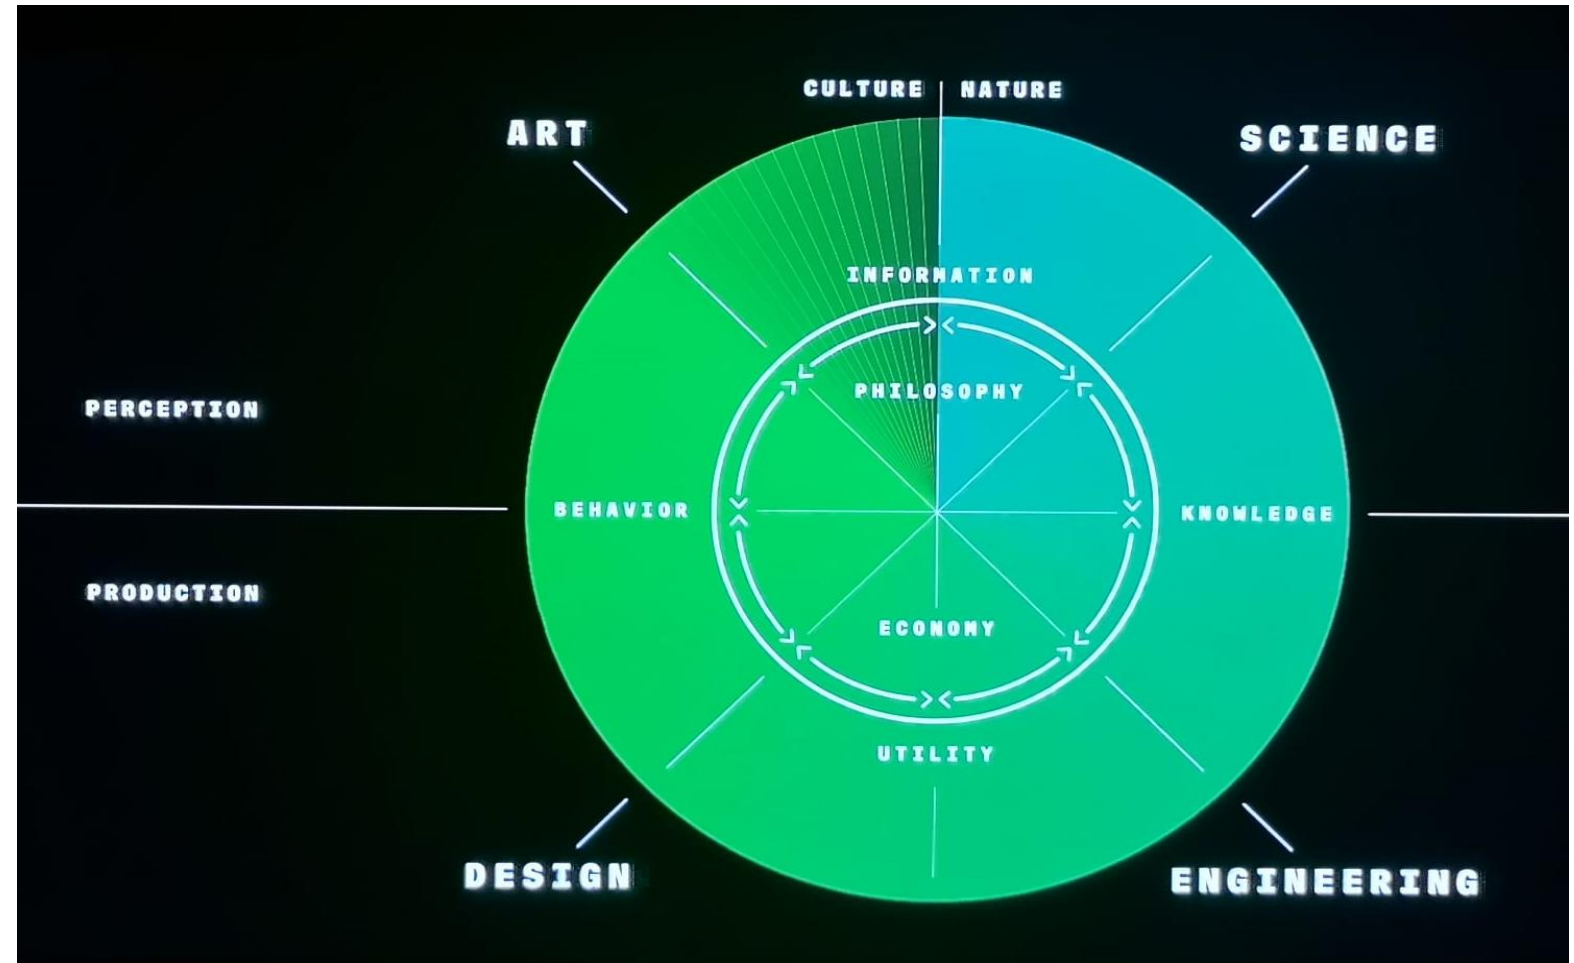 CULTURE NATURE
ART
SCIENCE
INFORMATION
PHILOSOPHY
PERCEPTION
BEHAVIOR
KNOWLEDGE
PRODUCTION
ECONOMY
UTILITY
DESIGN
ENGINEERING